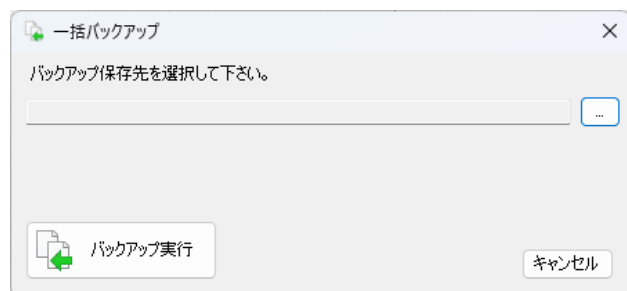 一括バックアップ
バックアップ保存先を選択して下さい。
...
バックアップ実行
キャンセル